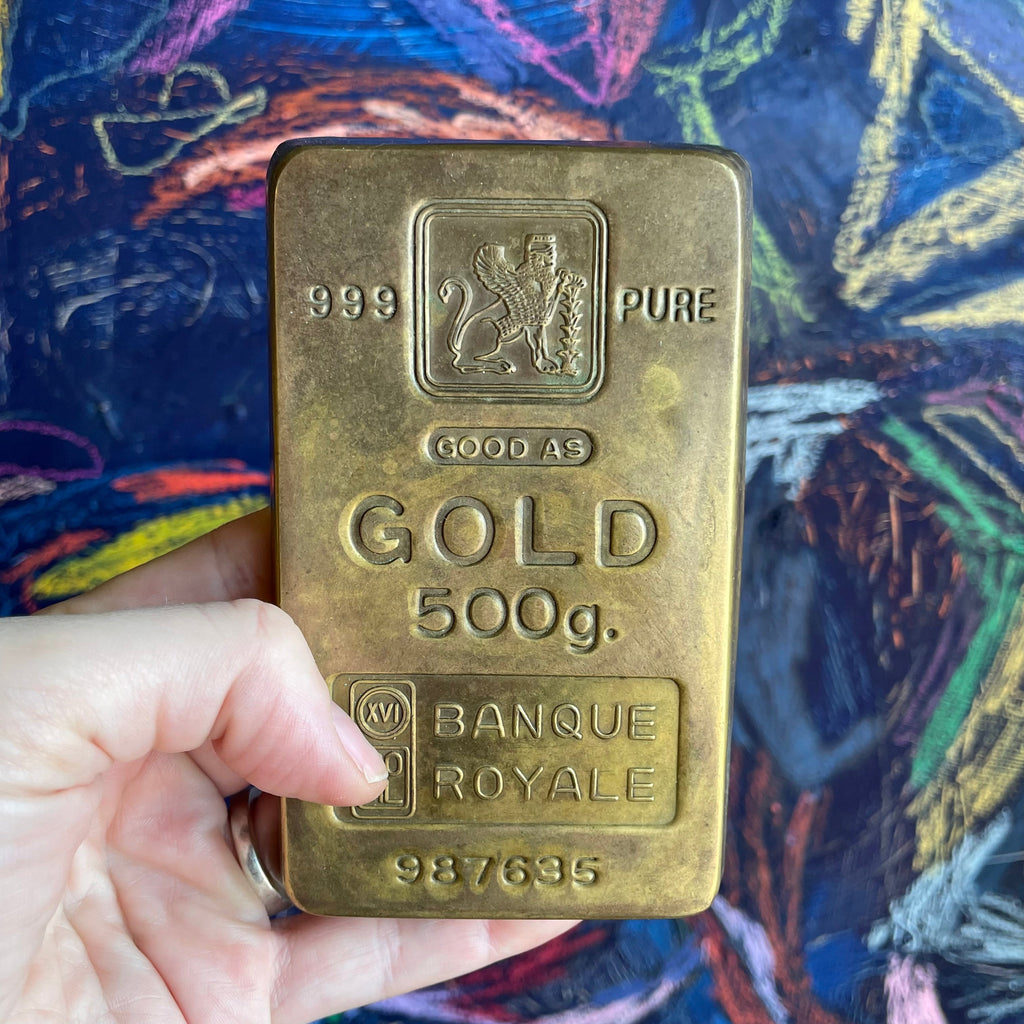 999 PURE
GOOD AS
GOLD
500g.
XVI
BANQUE
ROYALE
987635